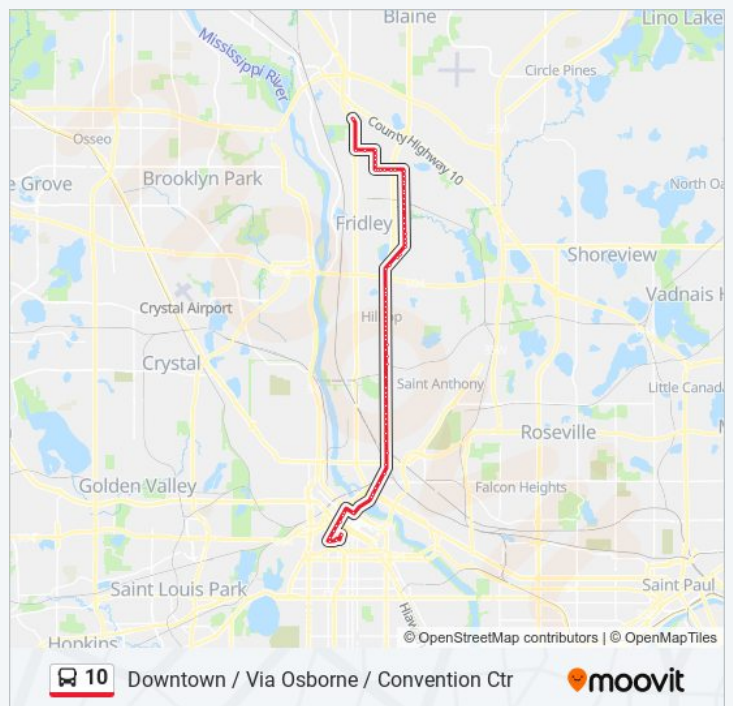 Blaine
Lino Lake
Mississippi River
Circle Pines
County Highway 10
Osseo
e Grove
Brooklyn Park
North Oa
Fridley
Shoreview
Vadnais H
Crystal Airport
Hilltop
Crystal
Saint Anthony
Little Canad
Roseville
Golden Valley
Falcon Heights
Saint Louis Park
Saint Paul
Hiaw
Hopkins
© OpenStreetMap contributors | © OpenMapTiles
10 Downtown / Via Osborne / Convention Ctr
moovit